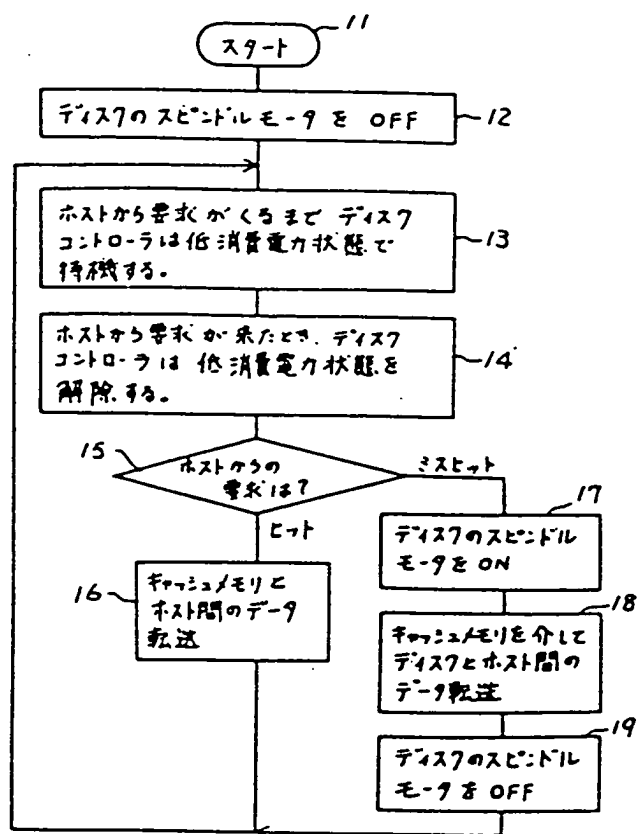 11
スタート
ディスクのスピンドルモータを OFF
12
ホストから要求がくるまで ディスク
コントローラは低消費電力状態で
待機する。
13
ホストから要求が来たとき、ディスク
コントローラは 低消費電力状態を
解除する。
14
15
ホストからの
要求は?
ミスヒット
ヒット
16
キャッシュメモリと
ホスト間のデータ
転送
17
ディスクのスピンドル
モータを ON
18
キャッシュメモリを介して
ディスクとホスト間の
データ転送
19
ディスクのスピンドル
モータを OFF